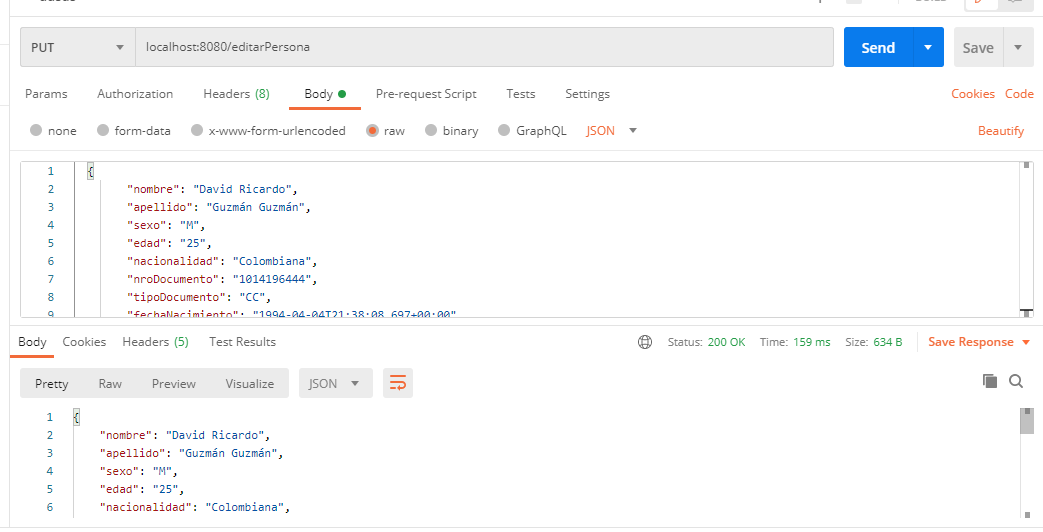 PUT localhost:8080/editarPersona Send Save
Params Authorization Headers (8) Body Pre-request Script Tests Settings Cookies Code
none form-data x-www-form-urlencoded raw binary GraphQL JSON Beautify
1 {
2 "nombre": "David Ricardo",
3 "apellido": "Guzmán Guzmán",
4 "sexo": "M",
5 "edad": "25",
6 "nacionalidad": "Colombiana",
7 "nroDocumento": "1014196444",
8 "tipoDocumento": "CC",
9 "fechaNacimiento": "1994-04-04T21:38:08.697+00:00"
Body Cookies Headers (5) Test Results Status: 200 OK Time: 159 ms Size: 634 B Save Response
Pretty Raw Preview Visualize JSON
1 {
2 "nombre": "David Ricardo",
3 "apellido": "Guzmán Guzmán",
4 "sexo": "M",
5 "edad": "25",
6 "nacionalidad": "Colombiana",